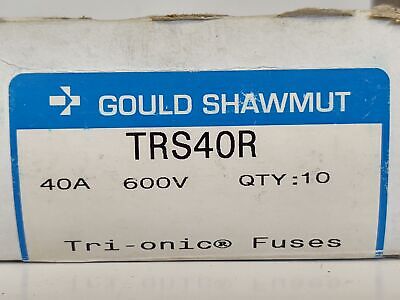 GOULD SHAWMUT
TRS40R
40A 600V QTY:10
Tri-onic® Fuses